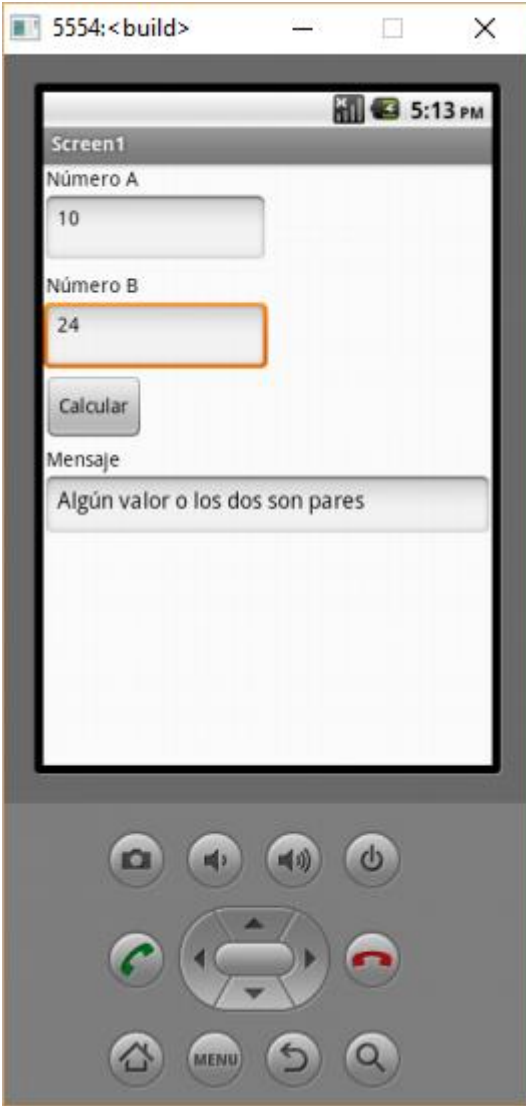 5554:<build>
5:13 PM
Screen1
Número A
10
Número B
24
Calcular
Mensaje
Algún valor o los dos son pares
MENU